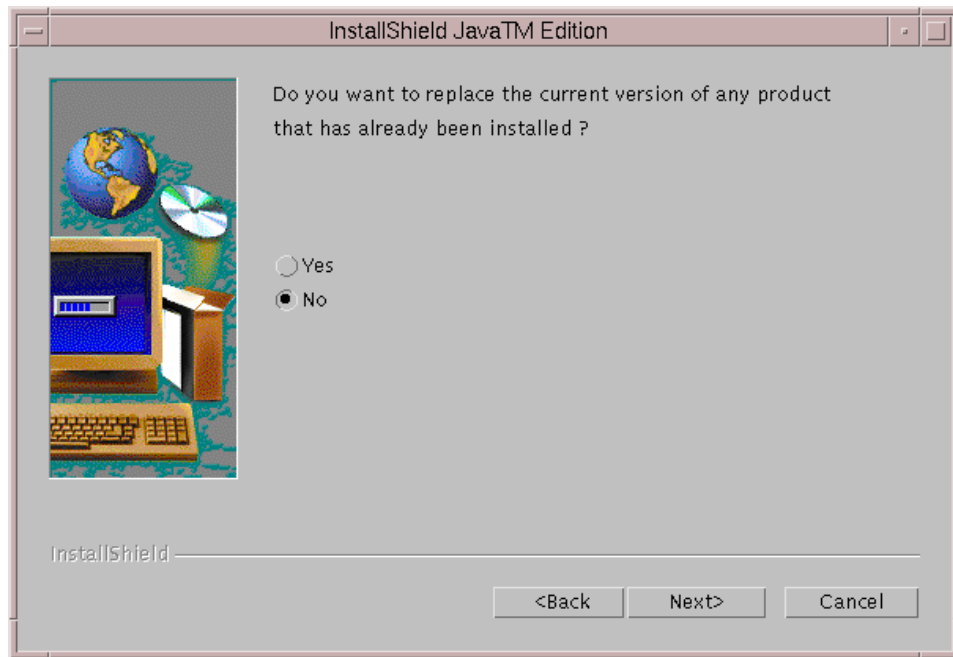 InstallShield JavaTM Edition
Do you want to replace the current version of any product
that has already been installed ?
Yes
No
InstallShield
<Back
Next>
Cancel